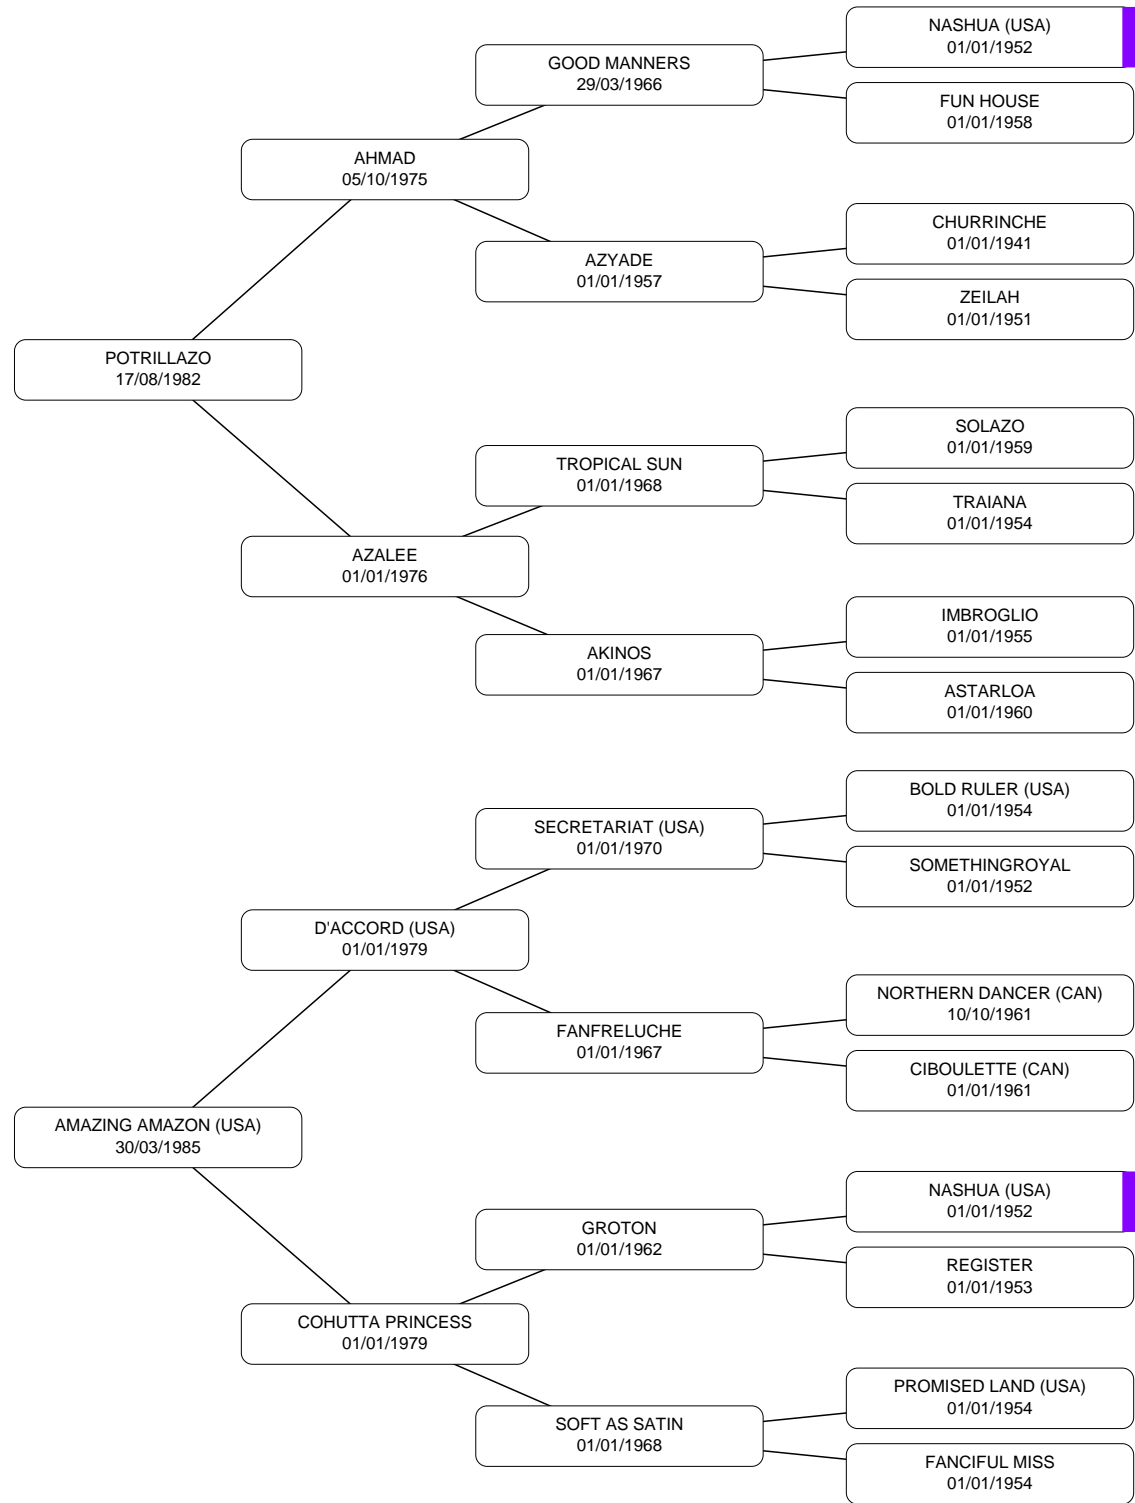 NASHUA (USA)
01/01/1952
GOOD MANNERS
29/03/1966
FUN HOUSE
01/01/1958
AHMAD
05/10/1975
CHURRINCHE
01/01/1941
AZYADE
01/01/1957
ZEILAH
01/01/1951
POTRILLAZO
17/08/1982
SOLAZO
01/01/1959
TROPICAL SUN
01/01/1968
TRAIANA
01/01/1954
AZALEE
01/01/1976
IMBROGLIO
01/01/1955
AKINOS
01/01/1967
ASTARLOA
01/01/1960
BOLD RULER (USA)
01/01/1954
SECRETARIAT (USA)
01/01/1970
SOMETHINGROYAL
01/01/1952
D'ACCORD (USA)
01/01/1979
NORTHERN DANCER (CAN)
10/10/1961
FANFRELUCHE
01/01/1967
CIBOULETTE (CAN)
01/01/1961
AMAZING AMAZON (USA)
30/03/1985
NASHUA (USA)
01/01/1952
GROTON
01/01/1962
REGISTER
01/01/1953
COHUTTA PRINCESS
01/01/1979
PROMISED LAND (USA)
01/01/1954
SOFT AS SATIN
01/01/1968
FANCIFUL MISS
01/01/1954